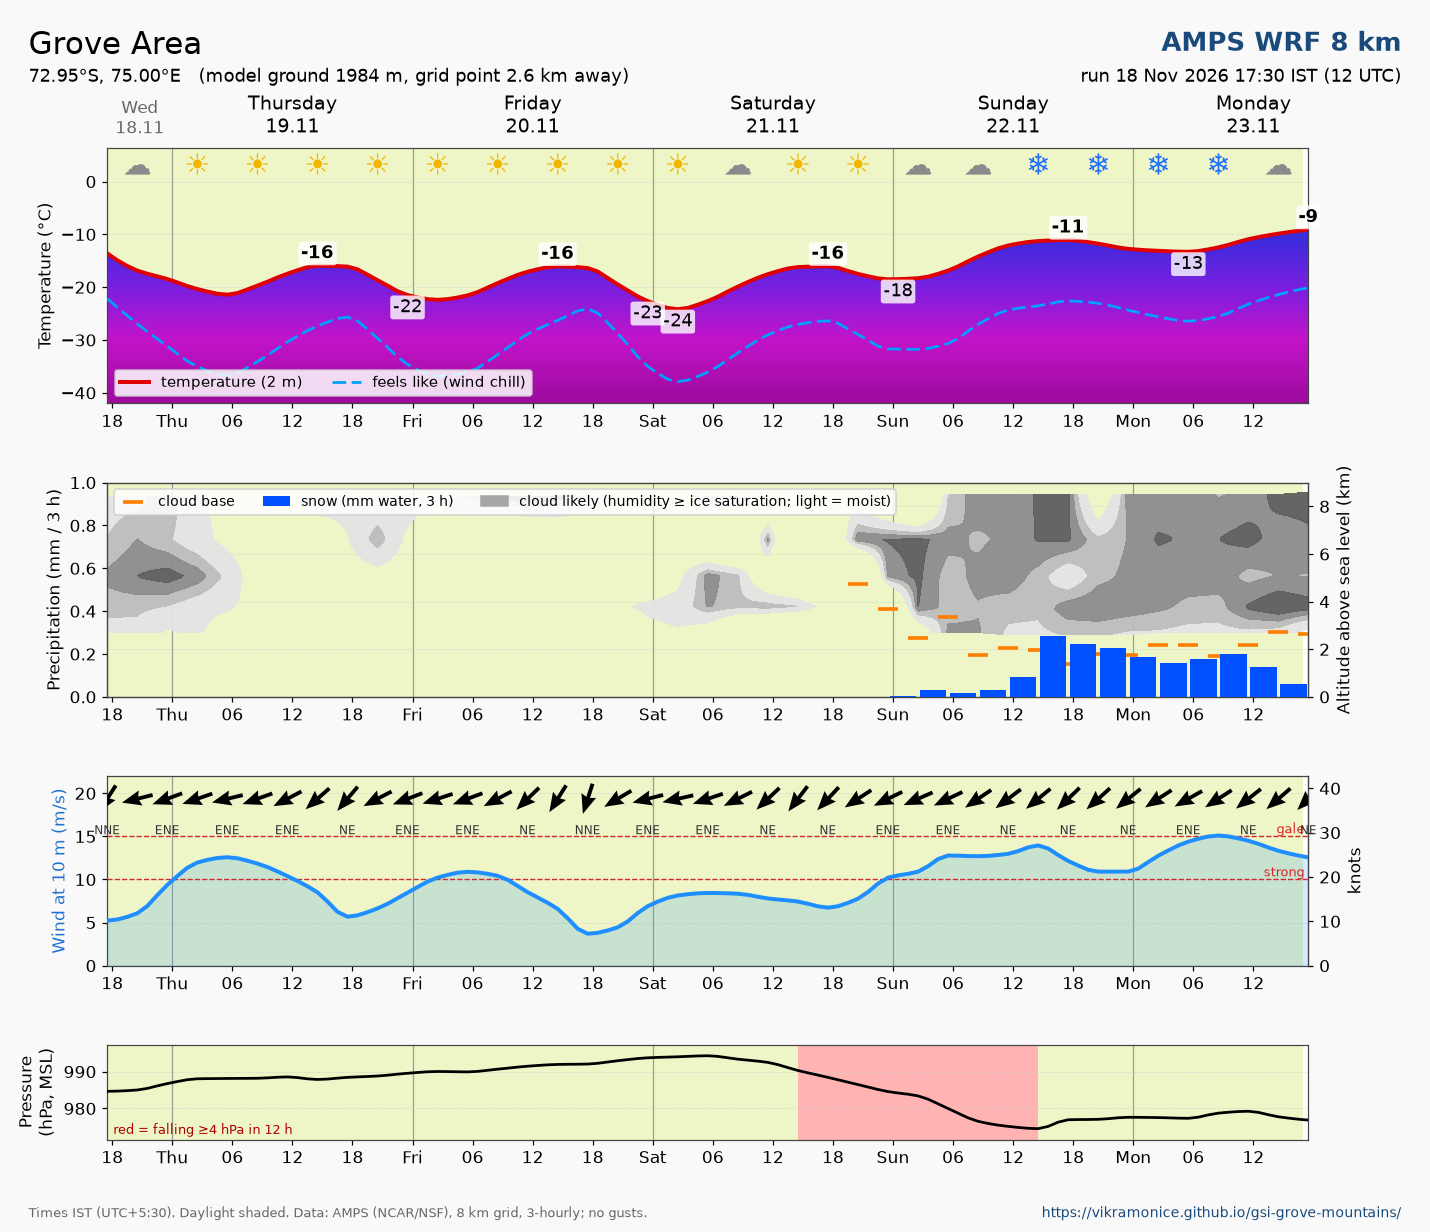 Grove Area
AMPS WRF 8 km
72.95°S, 75.00°E (model ground 1984 m, grid point 2.6 km away)
run 18 Nov 2026 17:30 IST (12 UTC)
Wed Thursday Friday Saturday Sunday Monday
18.11 19.11 20.11 21.11 22.11 23.11
Temperature (°C)
0
−10
−20
−30
−40
-16 -22 -16 -23 -24 -16 -18 -11 -13 -9
temperature (2 m) feels like (wind chill)
18 Thu 06 12 18 Fri 06 12 18 Sat 06 12 18 Sun 06 12 18 Mon 06 12
Precipitation (mm / 3 h)
1.0
0.8
0.6
0.4
0.2
0.0
cloud base snow (mm water, 3 h) cloud likely (humidity ≥ ice saturation; light = moist)
8
6
4
2
0
Altitude above sea level (km)
18 Thu 06 12 18 Fri 06 12 18 Sat 06 12 18 Sun 06 12 18 Mon 06 12
Wind at 10 m (m/s)
20
15
10
5
0
NNE ENE ENE ENE NE ENE ENE NE NNE ENE ENE NE NE ENE ENE NE NE NE ENE NE NE
gale
strong
40
30
20
10
0
knots
18 Thu 06 12 18 Fri 06 12 18 Sat 06 12 18 Sun 06 12 18 Mon 06 12
Pressure
(hPa, MSL)
990
980
red = falling ≥4 hPa in 12 h
18 Thu 06 12 18 Fri 06 12 18 Sat 06 12 18 Sun 06 12 18 Mon 06 12
Times IST (UTC+5:30). Daylight shaded. Data: AMPS (NCAR/NSF), 8 km grid, 3-hourly; no gusts.
https://vikramonice.github.io/gsi-grove-mountains/